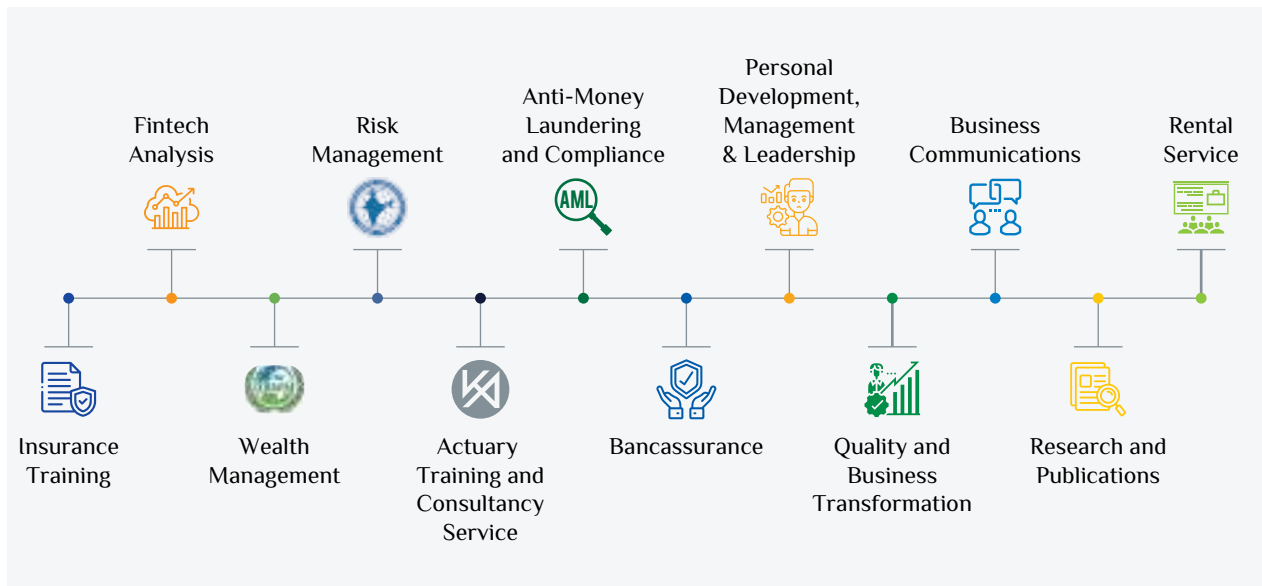 Fintech
Analysis
Risk
Management
Anti-Money
Laundering
and Compliance
AML
Personal
Development,
Management
& Leadership
Business
Communications
Rental
Service
Insurance
Training
Wealth
Management
Actuary
Training and
Consultancy
Service
Bancassurance
Quality and
Business
Transformation
Research and
Publications